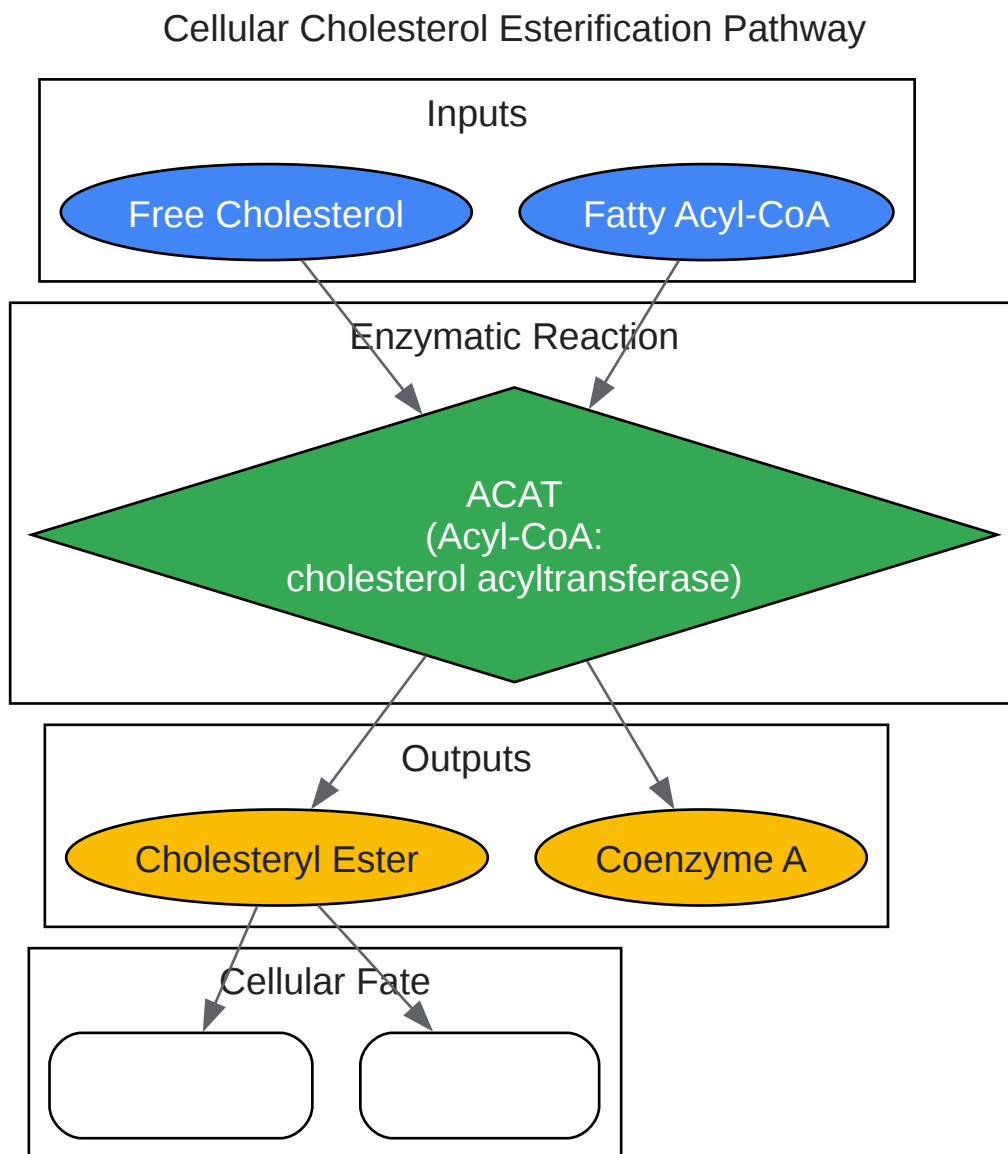 Cellular Cholesterol Esterification Pathway
Inputs
Free Cholesterol
Fatty Acyl-CoA
Enzymatic Reaction
ACAT
(Acyl-CoA:
cholesterol acyltransferase)
Outputs
Cholesteryl Ester
Coenzyme A
Cellular Fate